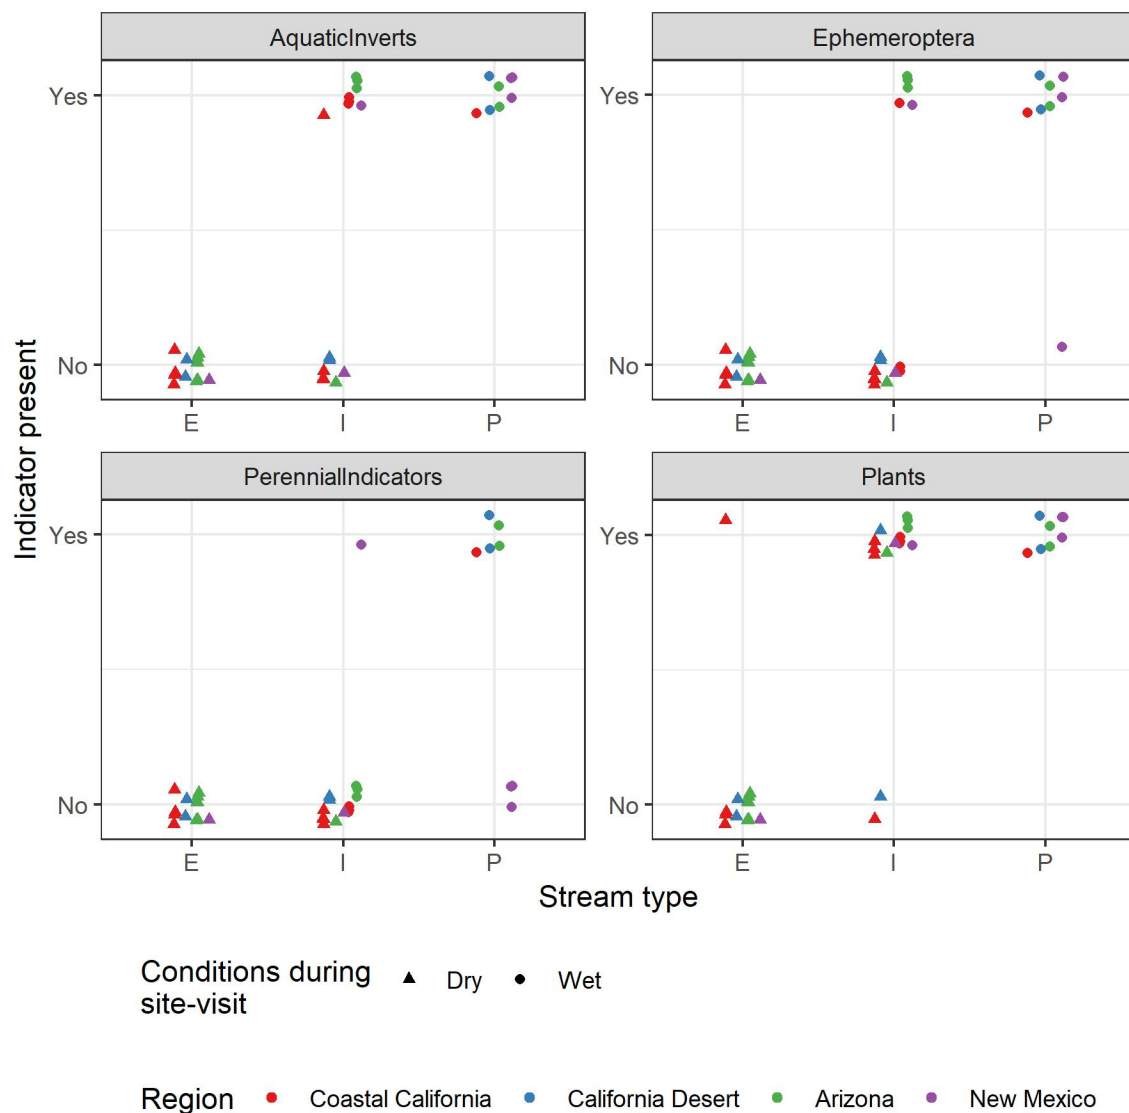 AquaticInverts
Ephemeroptera
Yes
No
E I P
Yes
No
E I P
PerennialIndicators
Plants
Yes
No
E I P
Yes
No
E I P
Indicator present
Stream type
Conditions during
site-visit
Dry Wet
Region Coastal California California Desert Arizona New Mexico